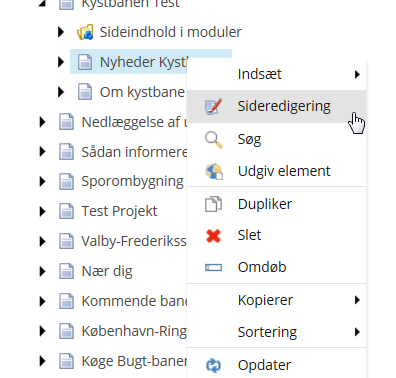 Kystbanen Test
Sideindhold i moduler
Nyheder
Om kystbane
Nedlæggelse af
Sådan informere
Sporombygning
Test Projekt
Valby-Frederikss
Nær dig
Kommende bane
København-Ring
Køge Bugt-baner
Indsæt
Sideredigering
Søg
Udgiv element
Dupliker
Slet
Omdøb
Kopierer
Sortering
Opdater